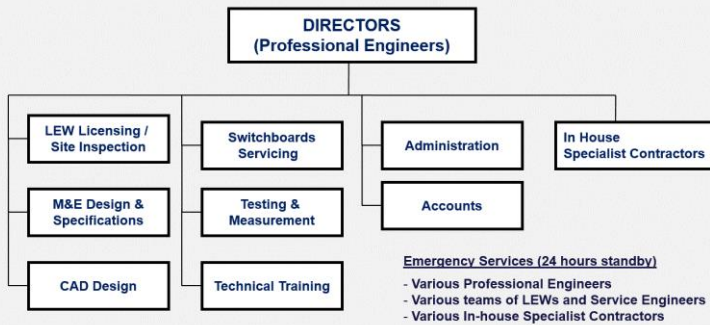 DIRECTORS
(Professional Engineers)
LEW Licensing /
Site Inspection
Switchboards
Servicing
Administration
In House
Specialist Contractors
M&E Design &
Specifications
Testing &
Measurement
Accounts
CAD Design
Technical Training
Emergency Services (24 hours standby)
- Various Professional Engineers
- Various teams of LEWs and Service Engineers
- Various In-house Specialist Contractors